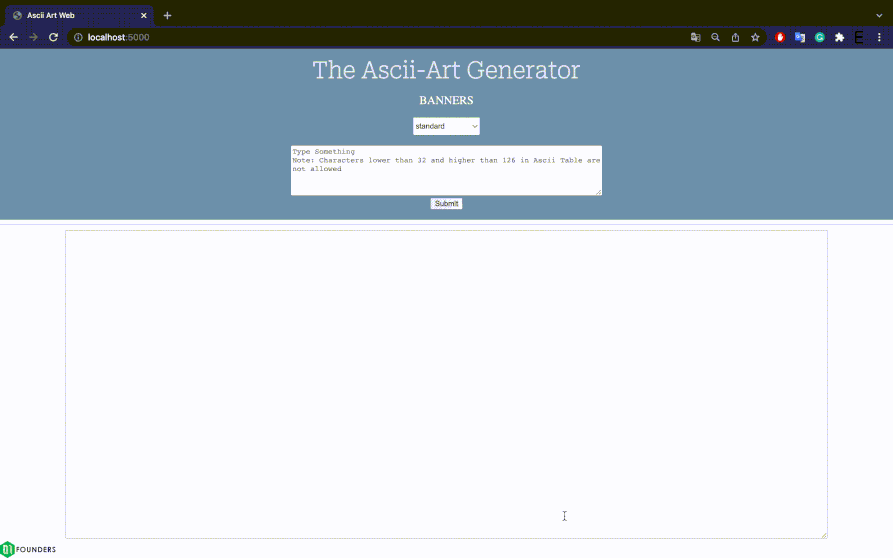 Ascii Art Web
localhost:5000
The Ascii-Art Generator
BANNERS
standard
Type Something
Note: Characters lower than 32 and higher than 126 in Ascii Table are
not allowed
Submit
01 FOUNDERS